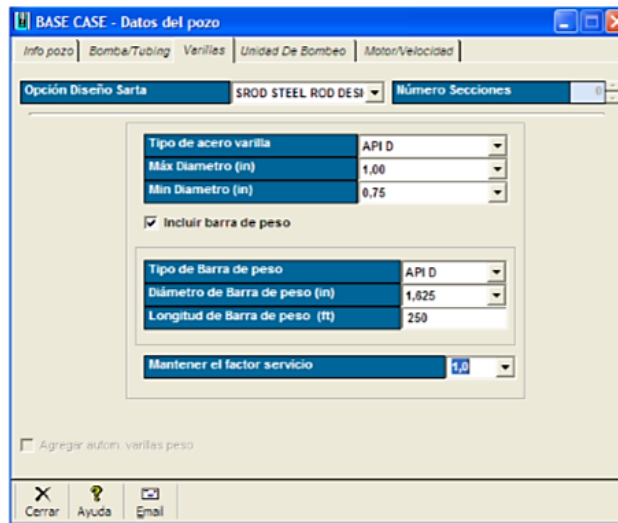 BASE CASE - Datos del pozo
Info pozo Bomba/Tubing Varillas Unidad De Bombeo Motor/Velocidad
Opción Diseño Sarta SROD STEEL ROD DESI Número Secciones 0
Tipo de acero varilla API D
Máx Diametro (in) 1,00
Min Diametro (in) 0,75
Incluir barra de peso
Tipo de Barra de peso API D
Diámetro de Barra de peso (in) 1,625
Longitud de Barra de peso (ft) 250
Mantener el factor servicio 1,0
Agregar autom. varillas peso
Cerrar Ayuda Email